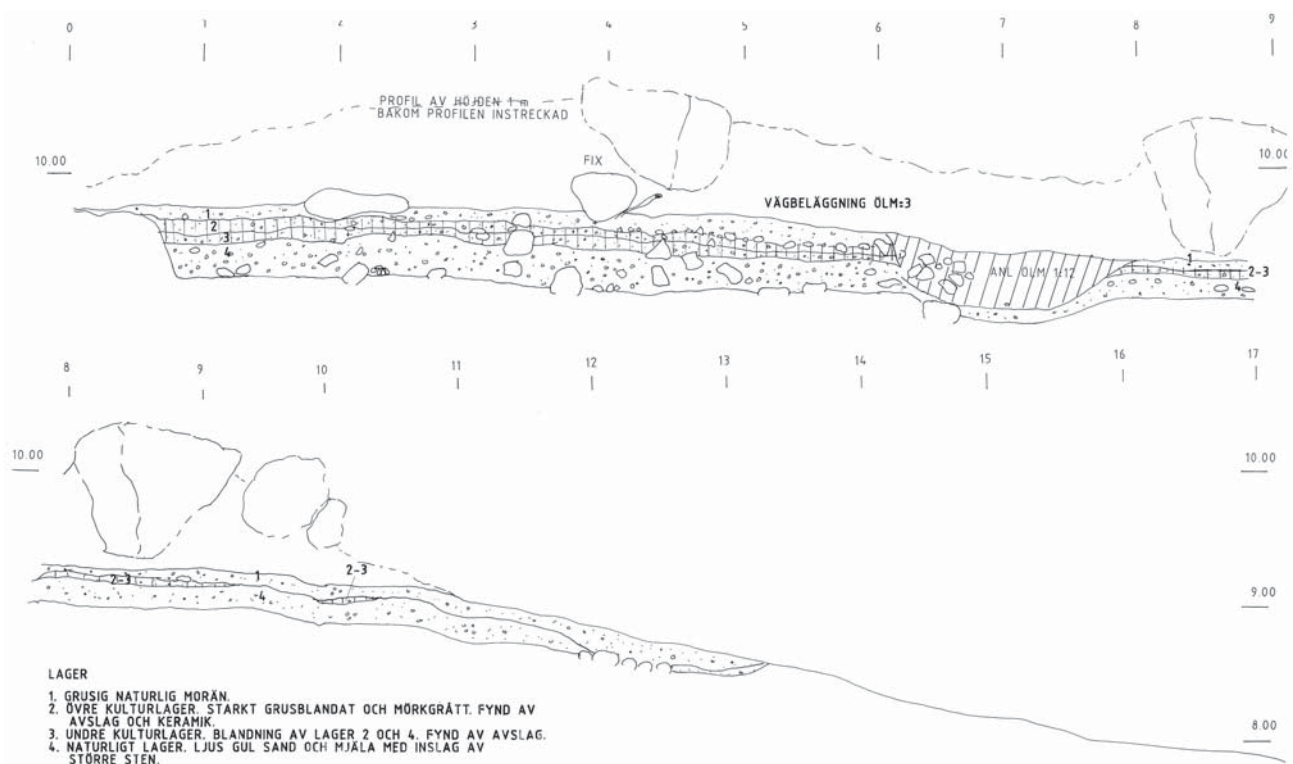 0 1 2 3 4 5 6 7 8 9
PROFIL AV HÖJDEN 1 m
BAKOM PROFILEN INSTRECKAD
10.00
FIX
10.00
VÄGBELÄGGNING ÖLM=3
1
2
3
4
ANL ÖLM 1:12
1
2-3
4
8 9 10 11 12 13 14 15 16 17
10.00
10.00
2-3
1
2-3
4
9.00
8.00
LAGER
1. GRUSIG NATURLIG MORÄN.
2. ÖVRE KULTURLAGER. STARKT GRUSBLANDAT OCH MÖRKGRÅTT. FYND AV
AVSLAG OCH KERAMIK.
3. UNDRE KULTURLAGER. BLANDNING AV LAGER 2 OCH 4. FYND AV AVSLAG.
4. NATURLIGT LAGER. LJUS GUL SAND OCH MJÄLA MED INSLAG AV
STÖRRE STEN.